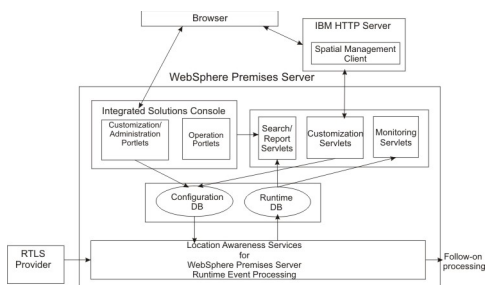 Browser
IBM HTTP Server
Spatial Management
Client
WebSphere Premises Server
Integrated Solutions Console
Customization/
Administration
Portlets
Operation
Portlets
Search/
Report
Servlets
Customization
Servlets
Monitoring
Servlets
Configuration
DB
Runtime
DB
RTLS
Provider
Location Awareness Services
for
WebSphere Premises Server
Runtime Event Processing
Follow-on
processing